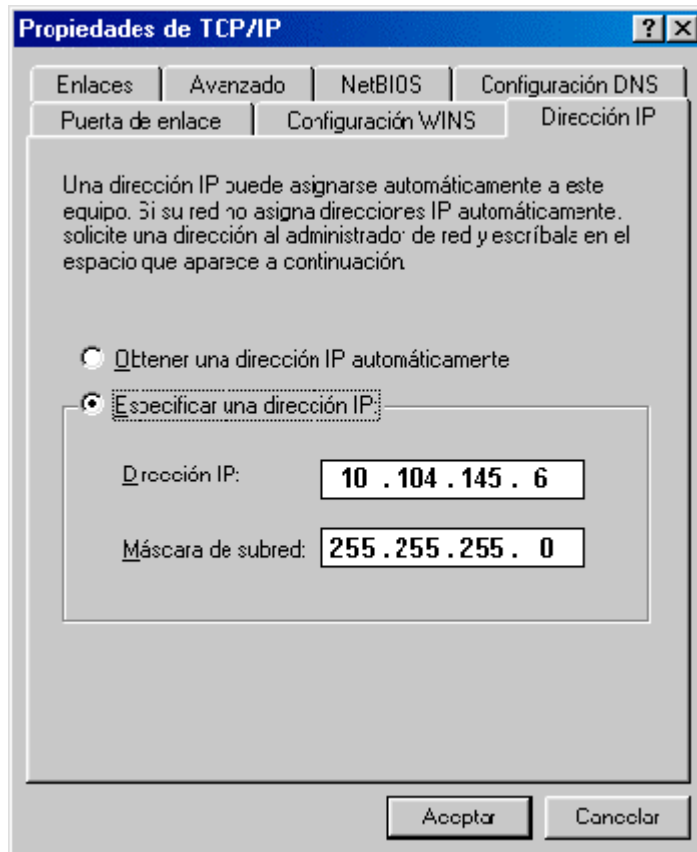 Propiedades de TCP/IP
Enlaces Avanzado NetBIOS Configuración DNS
Puerta de enlace Configuración WINS Dirección IP
Una dirección IP puede asignarse automáticamente a este
equipo. Si su red no asigna direcciones IP automáticamente,
solicite una dirección al administrador de red y escríbala en el
espacio que aparece a continuación.
Obtener una dirección IP automáticamente
Especificar una dirección IP:
Dirección IP: 10 . 104 . 145 . 6
Máscara de subred: 255 . 255 . 255 . 0
Aceptar Cancelar